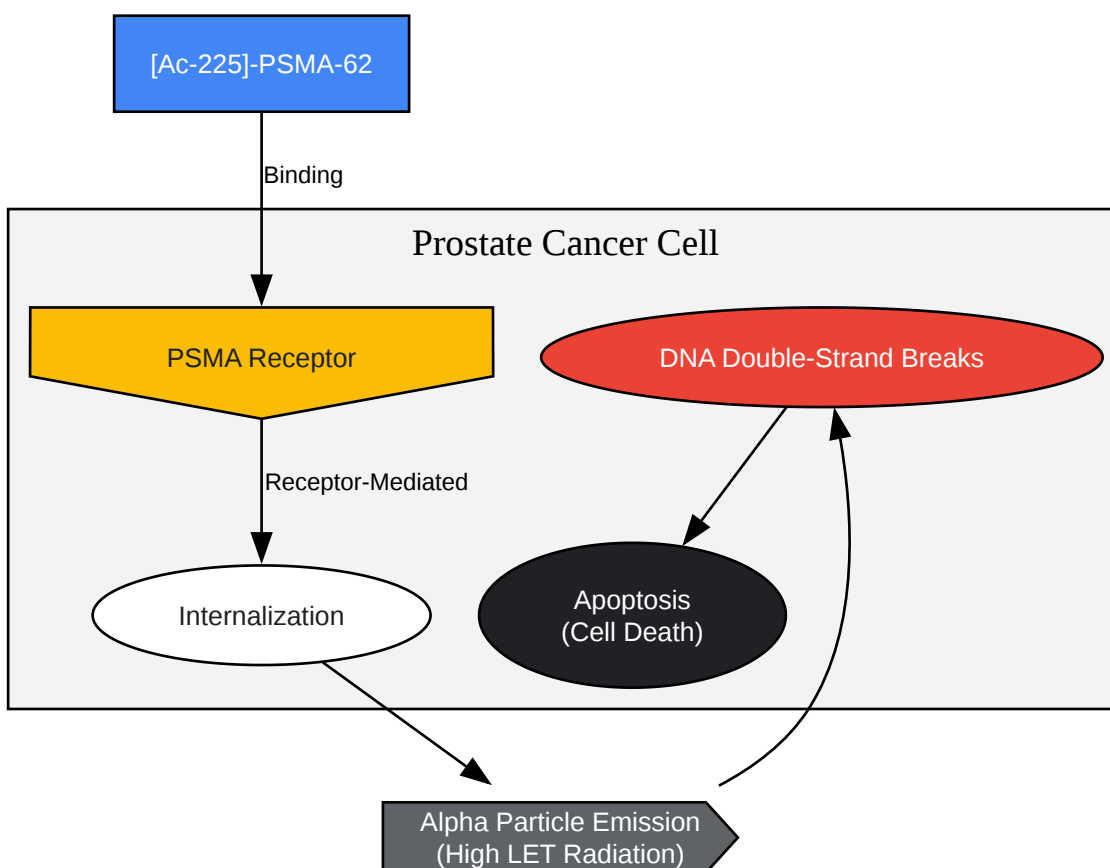 [Ac-225]-PSMA-62
Binding
Prostate Cancer Cell
PSMA Receptor
DNA Double-Strand Breaks
Receptor-Mediated
Internalization
Apoptosis
(Cell Death)
Alpha Particle Emission
(High LET Radiation)